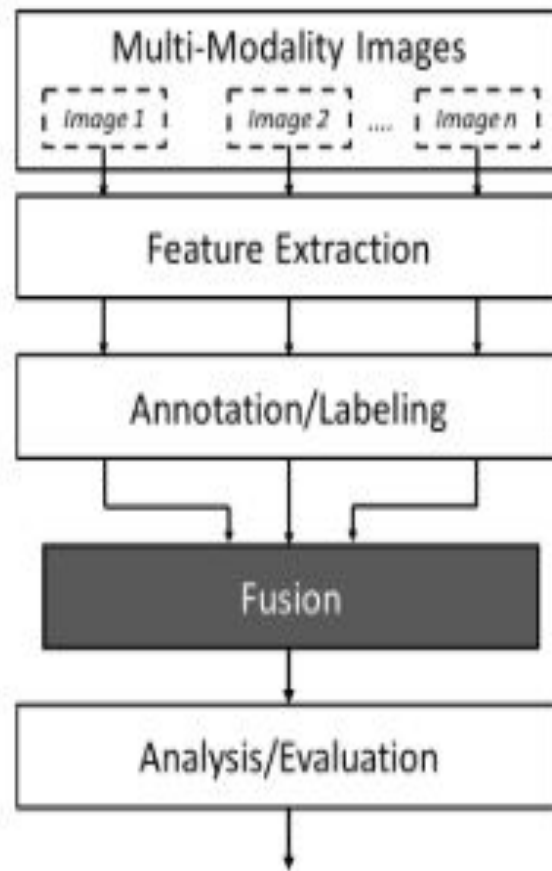 Multi-Modality Images
Image 1 Image 2 .... Image n
Feature Extraction
Annotation/Labeling
Fusion
Analysis/Evaluation